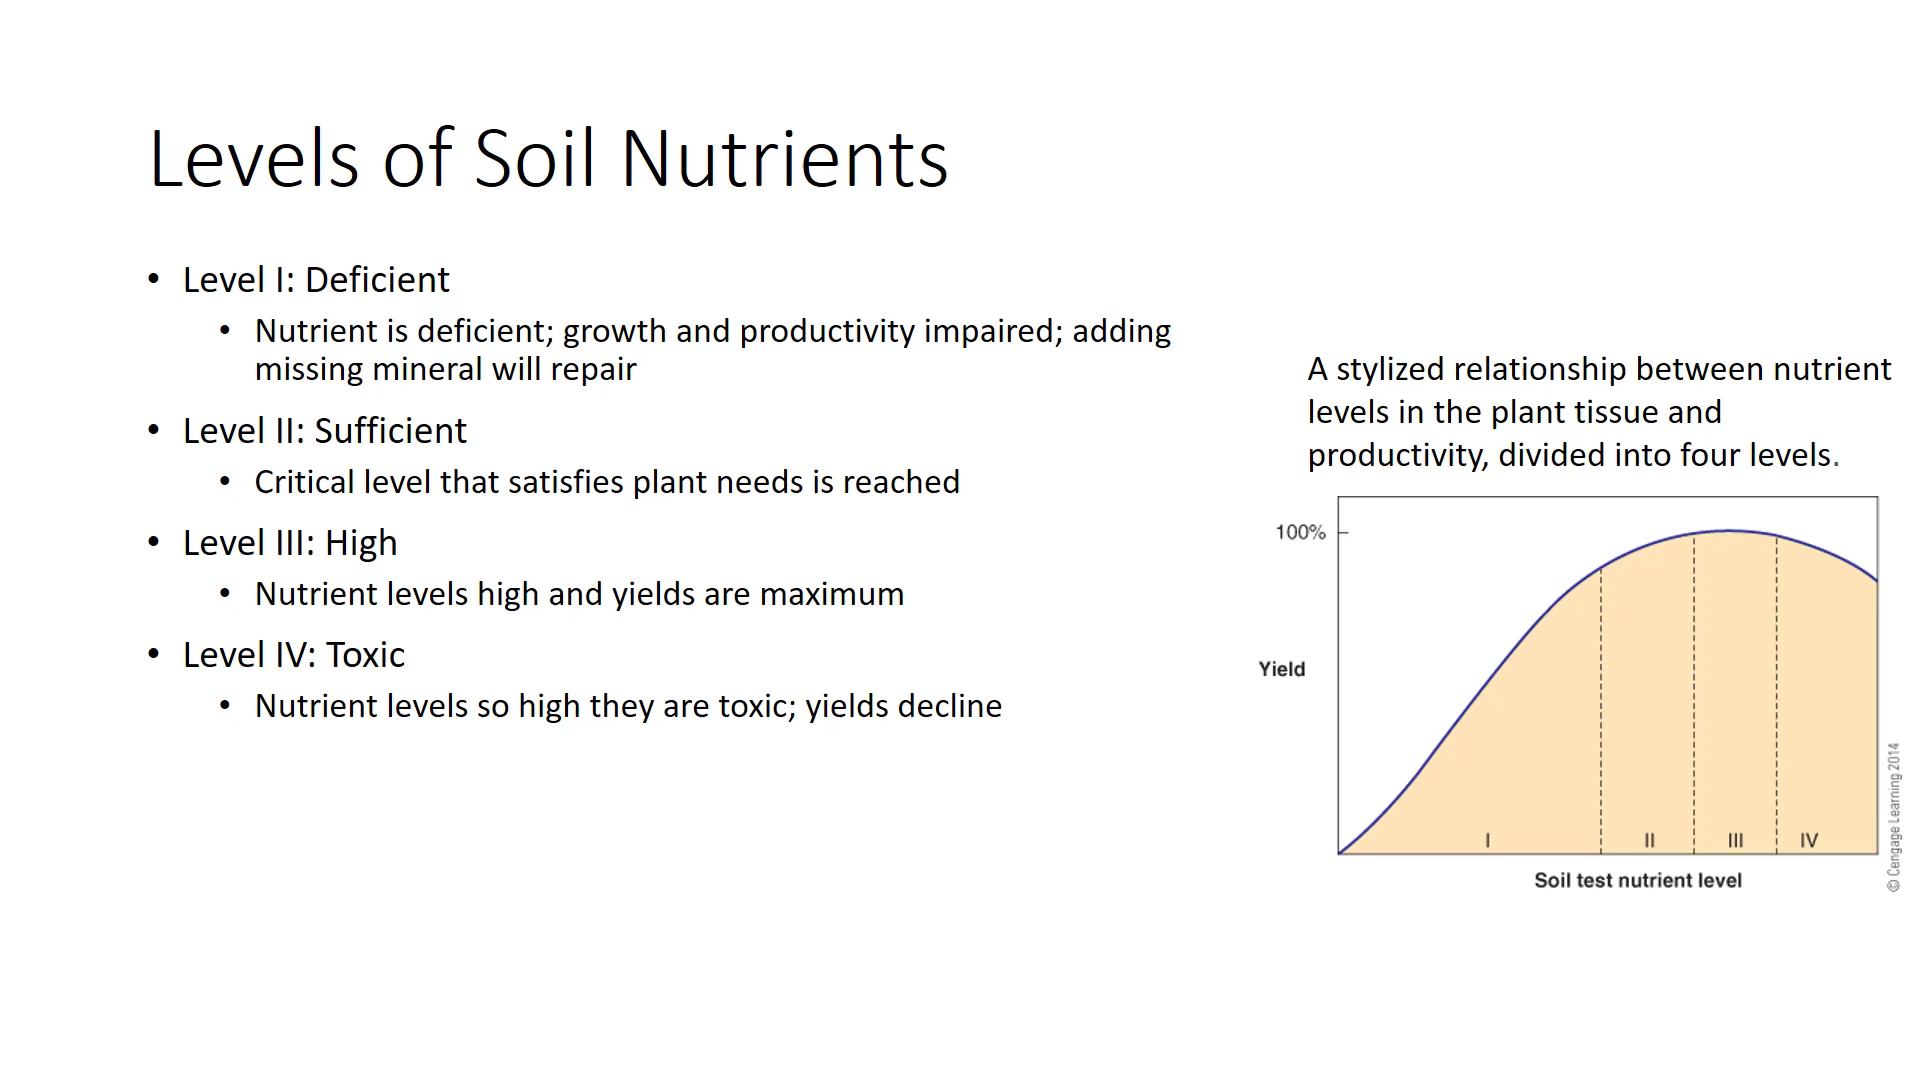 Levels of Soil Nutrients
• Level I: Deficient
• Nutrient is deficient; growth and productivity impaired; adding
missing mineral will repair
• Level II: Sufficient
• Critical level that satisfies plant needs is reached
• Level III: High
• Nutrient levels high and yields are maximum
• Level IV: Toxic
• Nutrient levels so high they are toxic; yields decline
A stylized relationship between nutrient
levels in the plant tissue and
productivity, divided into four levels.
100%
Yield
I II III IV
Soil test nutrient level
© Cengage Learning 2014